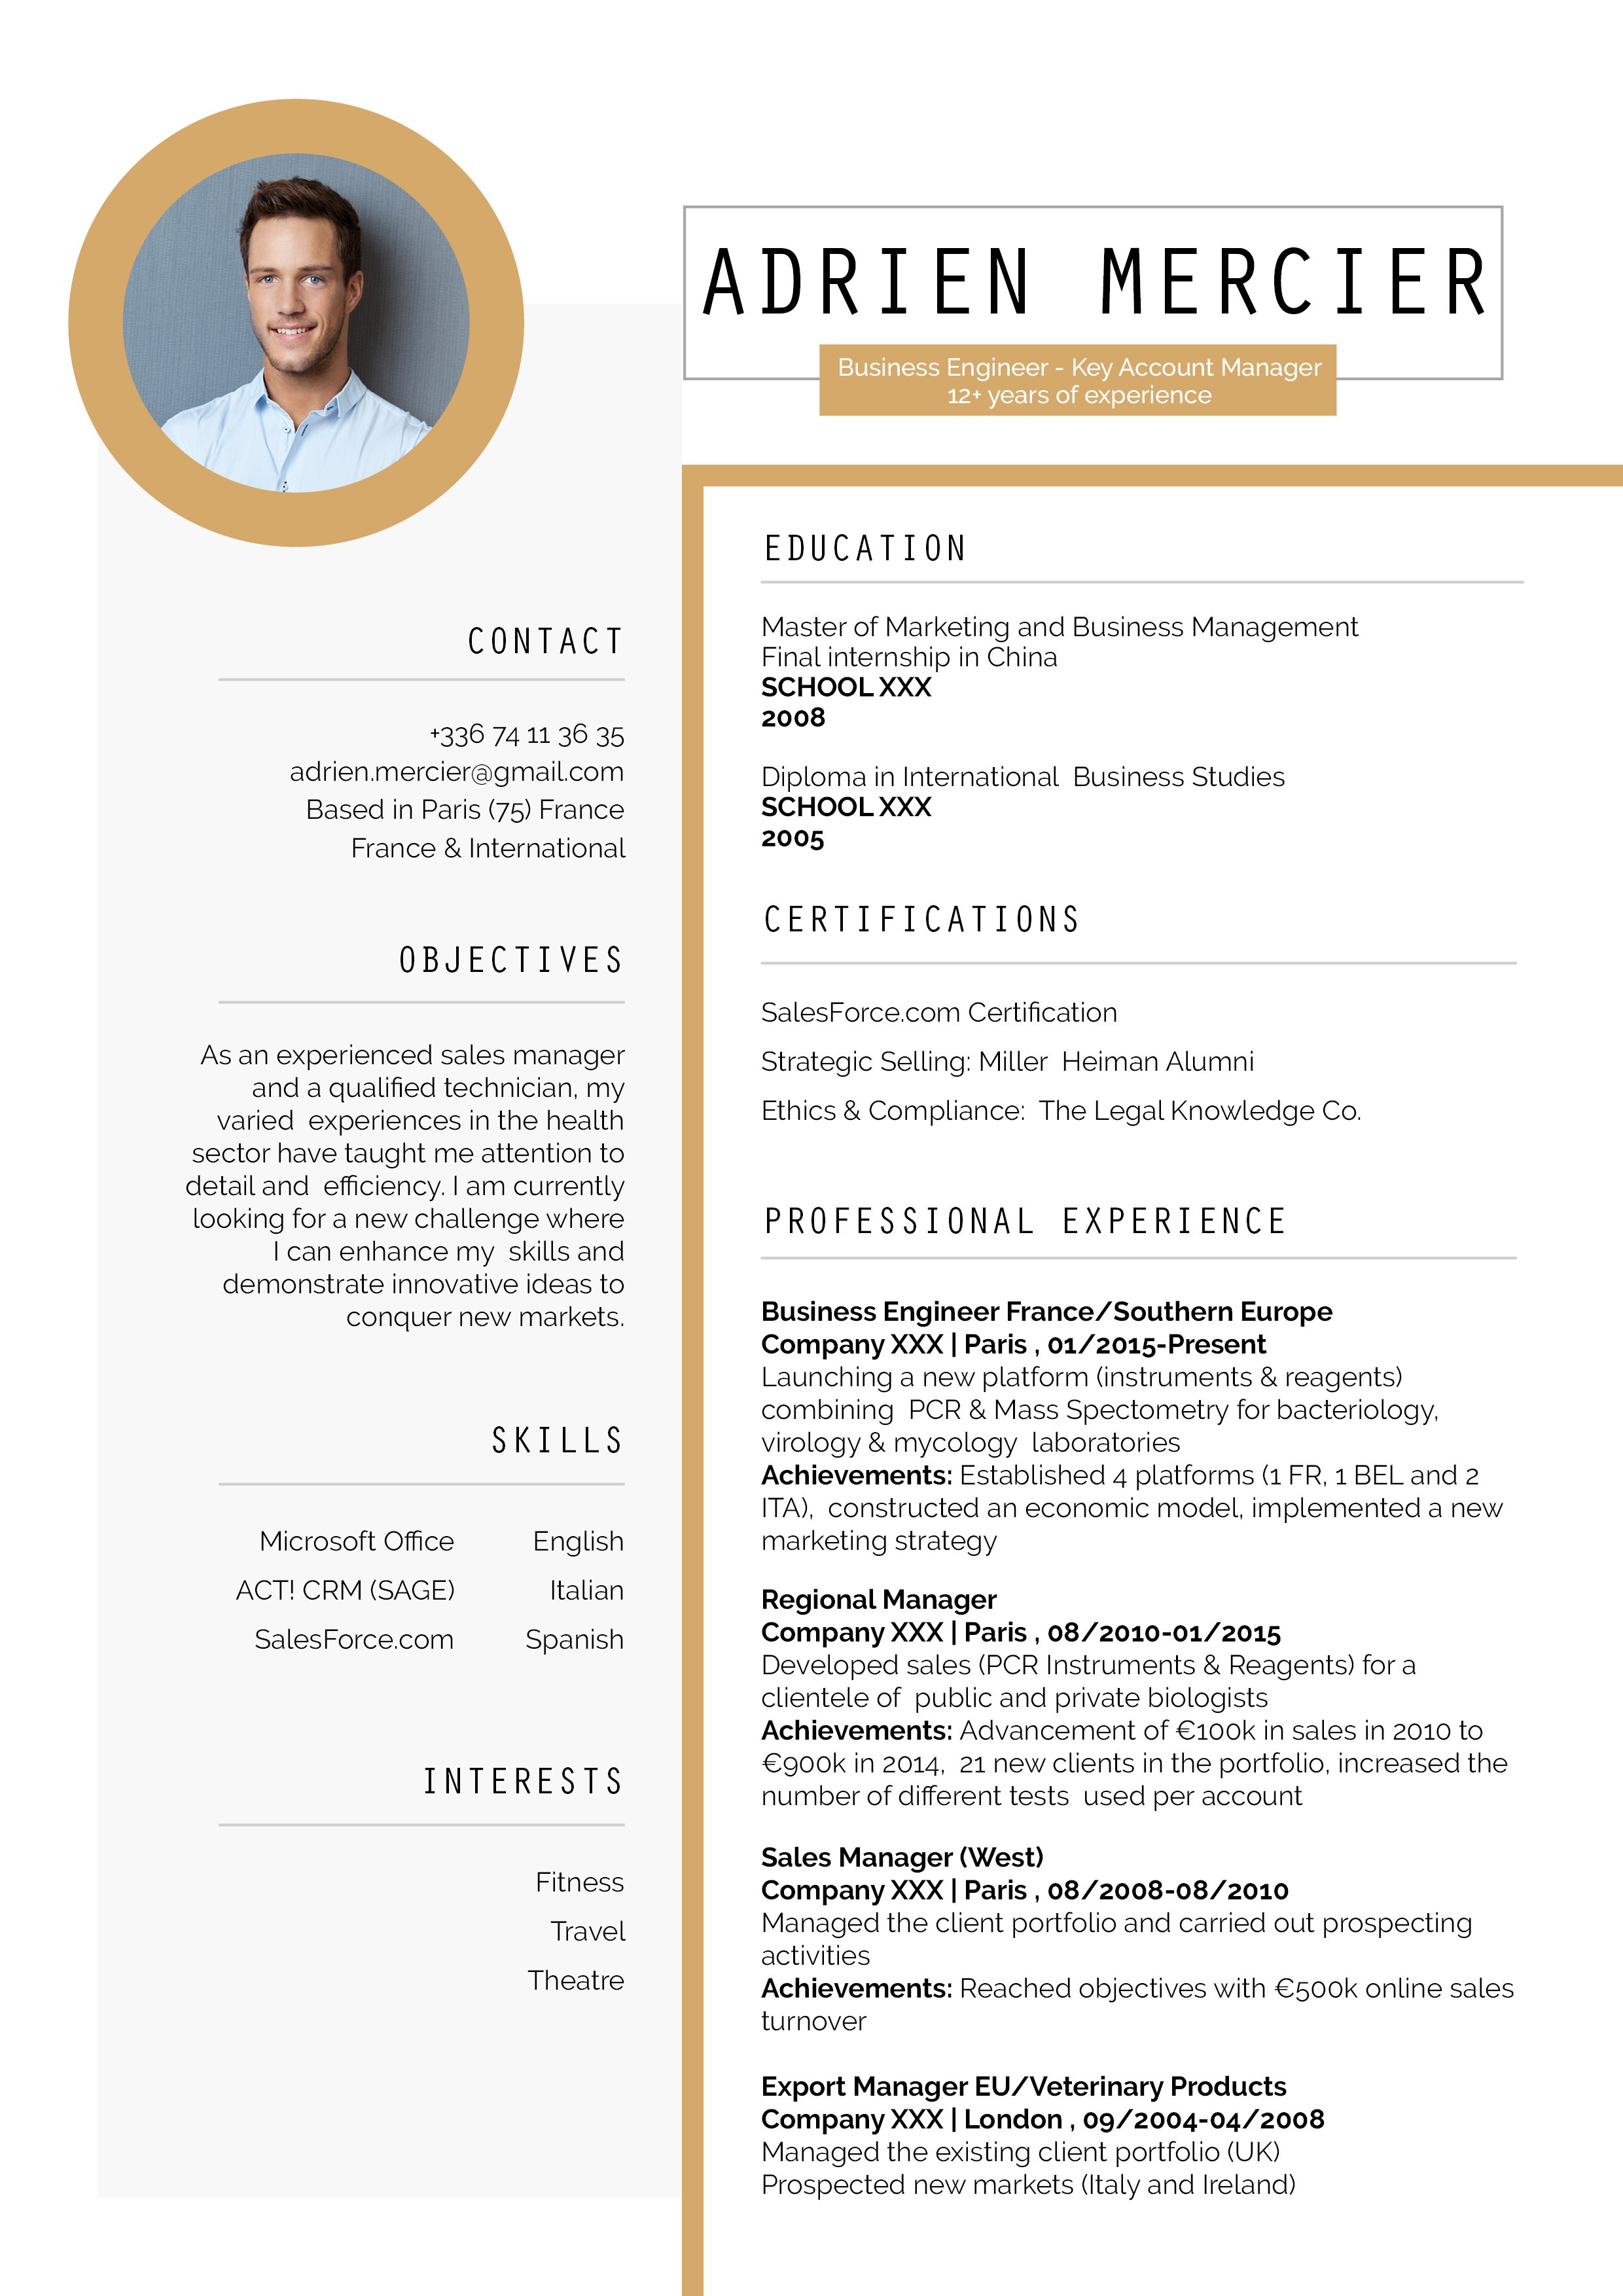 ADRIEN MERCIER
Business Engineer - Key Account Manager
12+ years of experience
CONTACT
+336 74 11 36 35
adrien.mercier@gmail.com
Based in Paris (75) France
France & International
OBJECTIVES
As an experienced sales manager
and a qualified technician, my
varied  experiences in the health
sector have taught me attention to
detail and  efficiency. I am currently
looking for a new challenge where
I can enhance my  skills and
demonstrate innovative ideas to
conquer new markets.
SKILLS
Microsoft Office
ACT! CRM (SAGE)
SalesForce.com
English
Italian
Spanish
INTERESTS
Fitness
Travel
Theatre
EDUCATION
Master of Marketing and Business Management
Final internship in China
SCHOOL XXX
2008
Diploma in International  Business Studies
SCHOOL XXX
2005
CERTIFICATIONS
SalesForce.com Certification
Strategic Selling: Miller  Heiman Alumni
Ethics & Compliance:  The Legal Knowledge Co.
PROFESSIONAL EXPERIENCE
Business Engineer France/Southern Europe
Company XXX | Paris , 01/2015-Present
Launching a new platform (instruments & reagents)
combining  PCR & Mass Spectometry for bacteriology,
virology & mycology  laboratories
Achievements: Established 4 platforms (1 FR, 1 BEL and 2
ITA),  constructed an economic model, implemented a new
marketing strategy
Regional Manager
Company XXX | Paris , 08/2010-01/2015
Developed sales (PCR Instruments & Reagents) for a
clientele of  public and private biologists
Achievements: Advancement of €100k in sales in 2010 to
€900k in 2014,  21 new clients in the portfolio, increased the
number of different tests  used per account
Sales Manager (West)
Company XXX | Paris , 08/2008-08/2010
Managed the client portfolio and carried out prospecting
activities
Achievements: Reached objectives with €500k online sales
turnover
Export Manager EU/Veterinary Products
Company XXX | London , 09/2004-04/2008
Managed the existing client portfolio (UK)
Prospected new markets (Italy and Ireland)